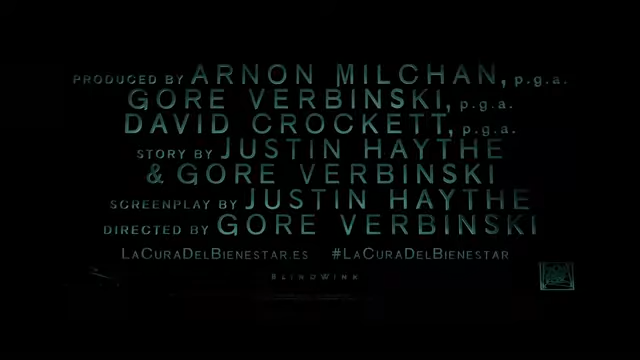 PRODUCED BY ARNON MILCHAN, p.g.a.
GORE VERBINSKI, p.g.a.
DAVID CROCKETT, p.g.a.
STORY BY JUSTIN HAYTHE
& GORE VERBINSKI
SCREENPLAY BY JUSTIN HAYTHE
DIRECTED BY GORE VERBINSKI
LACURADELBIENESTAR.ES #LACURADELBIENESTAR
BLINDWINK